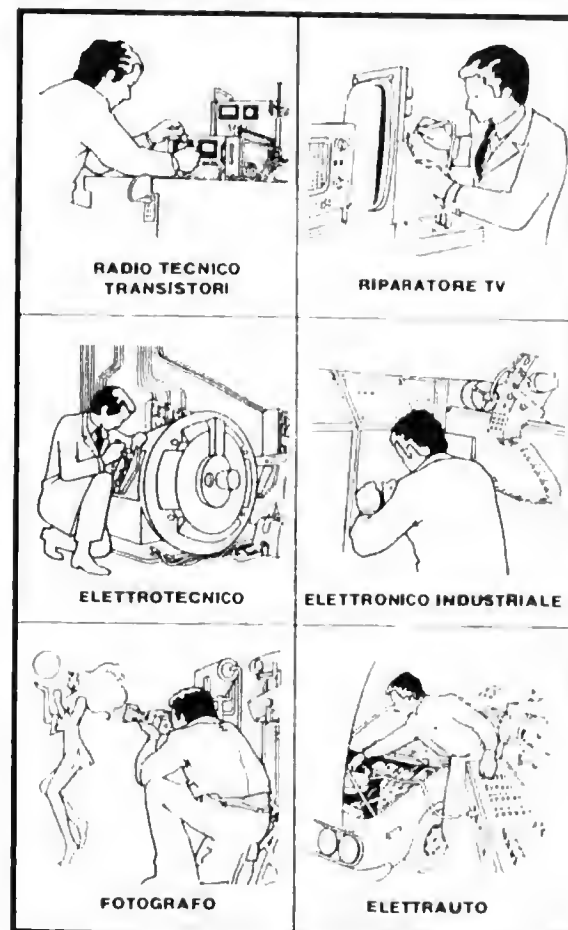 RADIO TECNICO
TRANSISTORI
RIPARATORE TV
ELETTROTECNICO
ELETTRONICO INDUSTRIALE
FOTOGRAFO
ELETTRAUTO